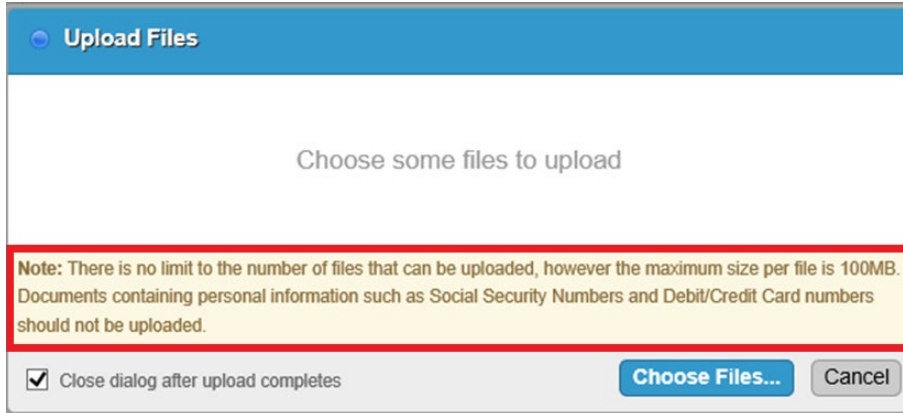 Upload Files
Choose some files to upload
Note: There is no limit to the number of files that can be uploaded, however the maximum size per file is 100MB.
Documents containing personal information such as Social Security Numbers and Debit/Credit Card numbers
should not be uploaded.
Close dialog after upload completes
Choose Files...
Cancel